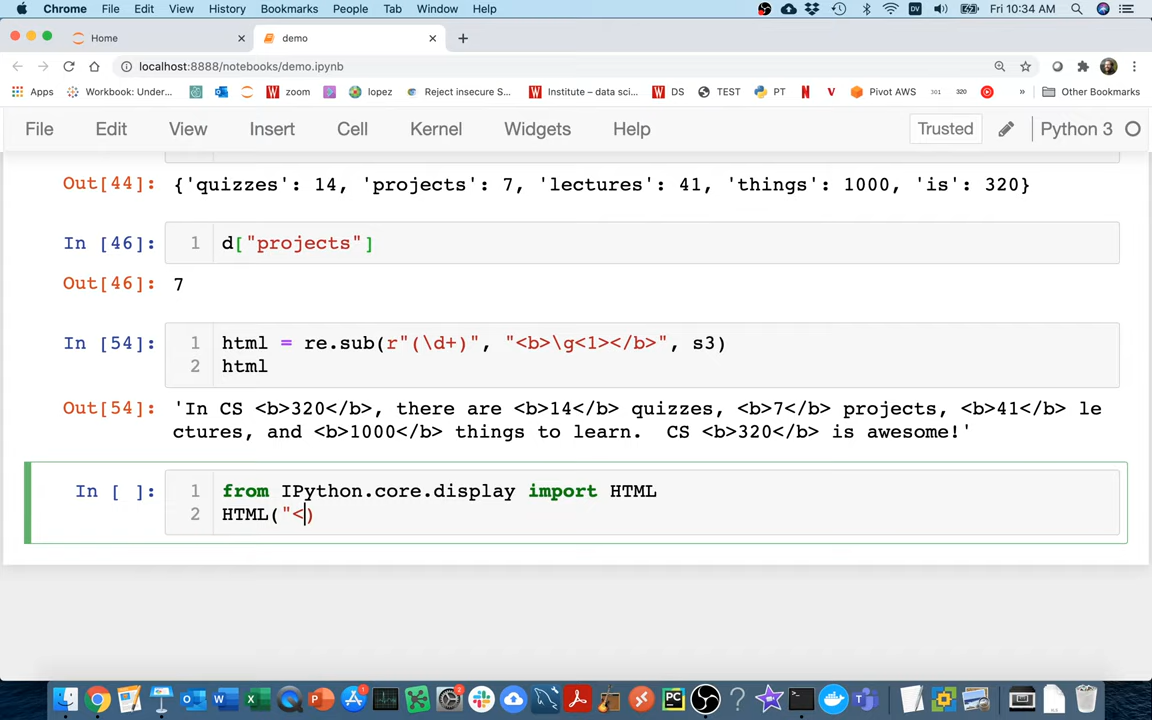 Chrome File Edit View History Bookmarks People Tab Window Help DV Fri 10:34 AM
Home demo
localhost:8888/notebooks/demo.ipynb
Apps Workbook: Under... zoom lopez Reject insecure S... Institute – data sci... DS TEST PT Pivot AWS 301 320 » Other Bookmarks
File Edit View Insert Cell Kernel Widgets Help Trusted Python 3
Out[44]: {'quizzes': 14, 'projects': 7, 'lectures': 41, 'things': 1000, 'is': 320}
In [46]: 1 d["projects"]
Out[46]: 7
In [54]: 1 html = re.sub(r"(\d+)", "<b>\g<1></b>", s3)
2 html
Out[54]: 'In CS <b>320</b>, there are <b>14</b> quizzes, <b>7</b> projects, <b>41</b> le
ctures, and <b>1000</b> things to learn.  CS <b>320</b> is awesome!'
In [ ]: 1 from IPython.core.display import HTML
2 HTML("<)